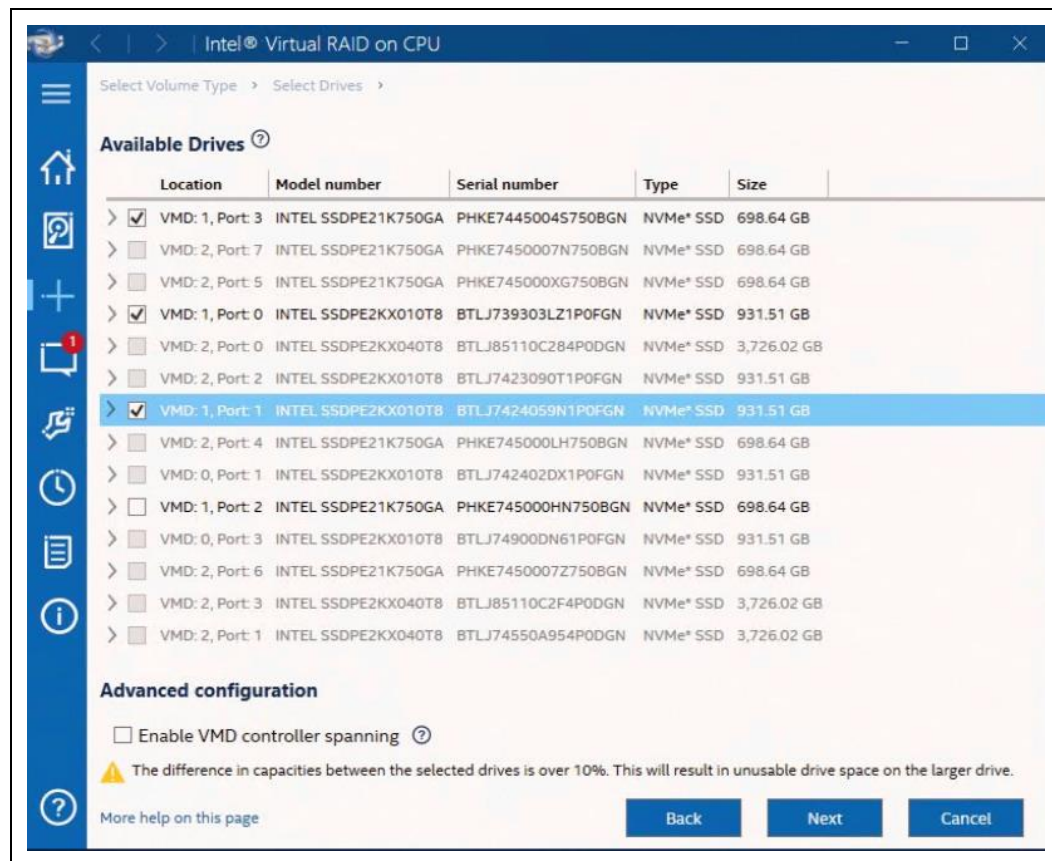 Intel® Virtual RAID on CPU
Select Volume Type > Select Drives >
Available Drives ?
Location Model number Serial number Type Size
VMD: 1, Port: 3 INTEL SSDPE21K750GA PHKE7445004S750BGN NVMe* SSD 698.64 GB
VMD: 2, Port: 7 INTEL SSDPE21K750GA PHKE7450007N750BGN NVMe* SSD 698.64 GB
VMD: 2, Port: 5 INTEL SSDPE21K750GA PHKE745000XG750BGN NVMe* SSD 698.64 GB
VMD: 1, Port: 0 INTEL SSDPE2KX010T8 BTLJ739303LZ1P0FGN NVMe* SSD 931.51 GB
VMD: 2, Port: 0 INTEL SSDPE2KX040T8 BTLJ85110C284P0DGN NVMe* SSD 3,726.02 GB
VMD: 2, Port: 2 INTEL SSDPE2KX010T8 BTLJ7423090T1P0FGN NVMe* SSD 931.51 GB
VMD: 1, Port: 1 INTEL SSDPE2KX010T8 BTLJ7424059N1P0FGN NVMe* SSD 931.51 GB
VMD: 2, Port: 4 INTEL SSDPE21K750GA PHKE745000LH750BGN NVMe* SSD 698.64 GB
VMD: 0, Port: 1 INTEL SSDPE2KX010T8 BTLJ742402DX1P0FGN NVMe* SSD 931.51 GB
VMD: 1, Port: 2 INTEL SSDPE21K750GA PHKE745000HN750BGN NVMe* SSD 698.64 GB
VMD: 0, Port: 3 INTEL SSDPE2KX010T8 BTLJ74900DN61P0FGN NVMe* SSD 931.51 GB
VMD: 2, Port: 6 INTEL SSDPE21K750GA PHKE7450007Z750BGN NVMe* SSD 698.64 GB
VMD: 2, Port: 3 INTEL SSDPE2KX040T8 BTLJ85110C2F4P0DGN NVMe* SSD 3,726.02 GB
VMD: 2, Port: 1 INTEL SSDPE2KX040T8 BTLJ74550A954P0DGN NVMe* SSD 3,726.02 GB
1
Advanced configuration
Enable VMD controller spanning ?
The difference in capacities between the selected drives is over 10%. This will result in unusable drive space on the larger drive.
More help on this page Back Next Cancel